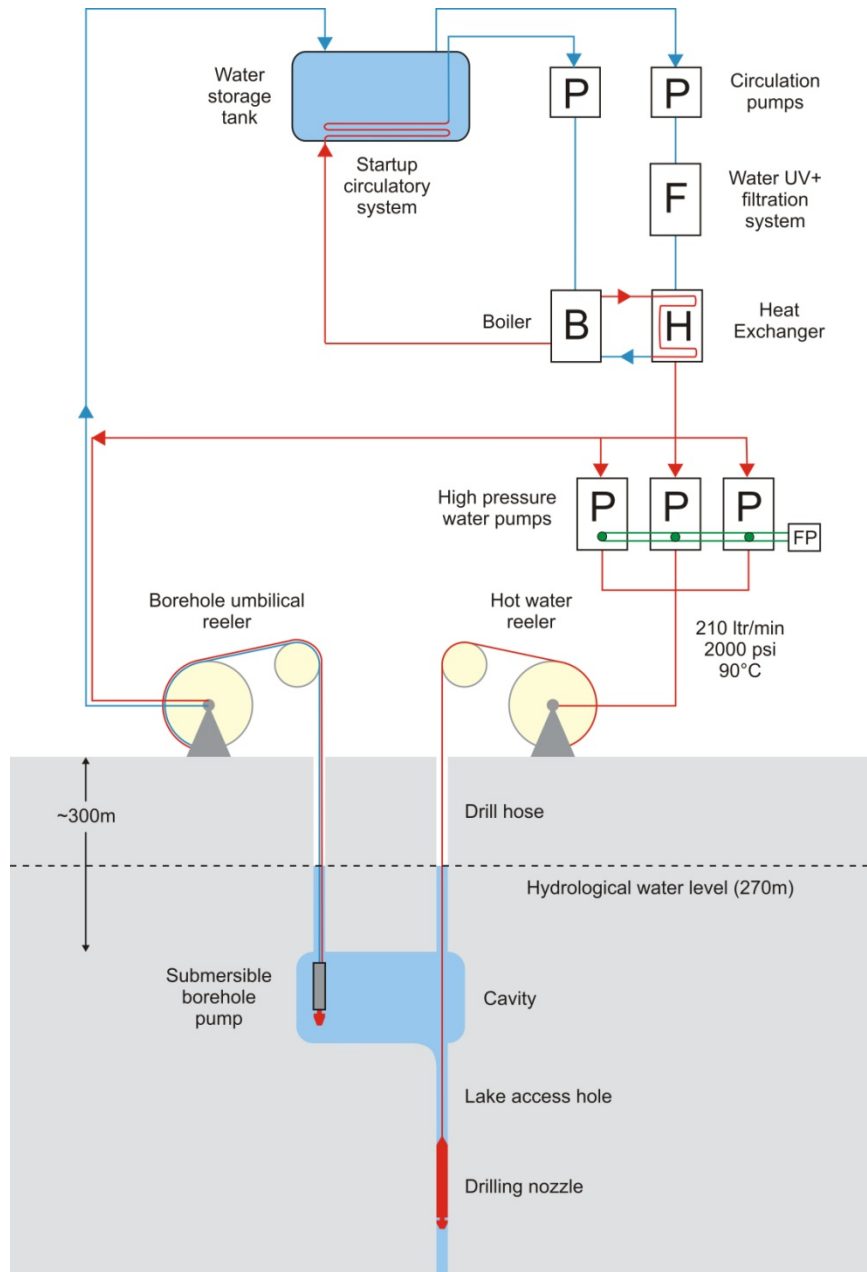 Water
storage
tank
P
P
Circulation
pumps
Startup
circulatory
system
F
Water UV+
filtration
system
Boiler
B
H
Heat
Exchanger
High pressure
water pumps
P
P
P
FP
Borehole umbilical
reeler
Hot water
reeler
210 ltr/min
2000 psi
90°C
~300m
Drill hose
Hydrological water level (270m)
Submersible
borehole
pump
Cavity
Lake access hole
Drilling nozzle